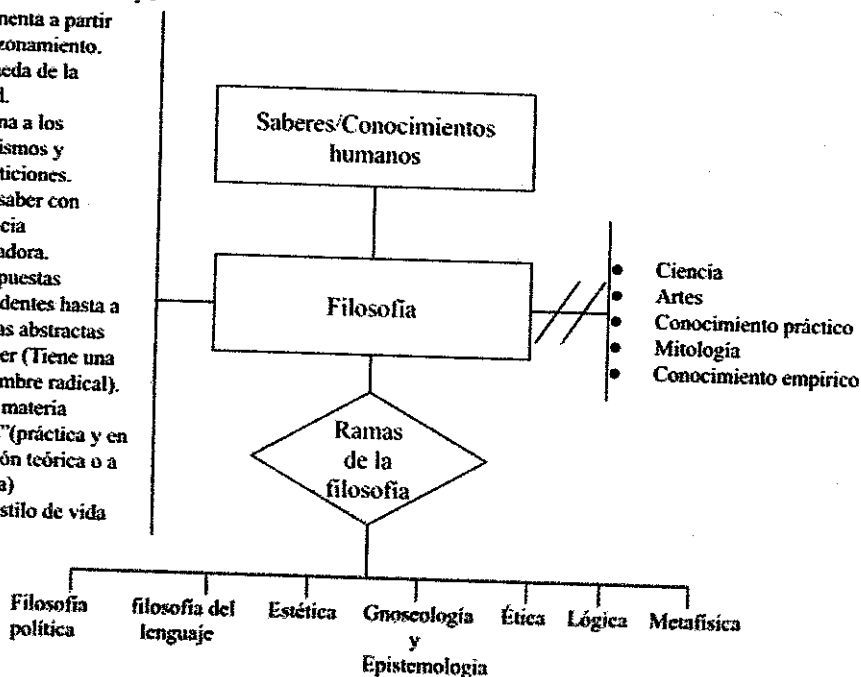 menta a partir
zonamiento.
eda de la
d.
na a los
ismos y
ticiones.
saber con
cia
adora.
puestas
dentes hasta a
as abstractas
er (Tiene una
mbre radical).
materia
”(práctica y en
ón teórica o a
a)
stilo de vida
Saberes/Conocimientos
humanos
Filosofía
Ciencia
Artes
Conocimiento práctico
Mitología
Conocimiento empírico
Ramas
de la
filosofía
Filosofía
política
filosofía del
lenguaje
Estética
Gnoseología
y
Epistemologia
Ética
Lógica
Metafísica